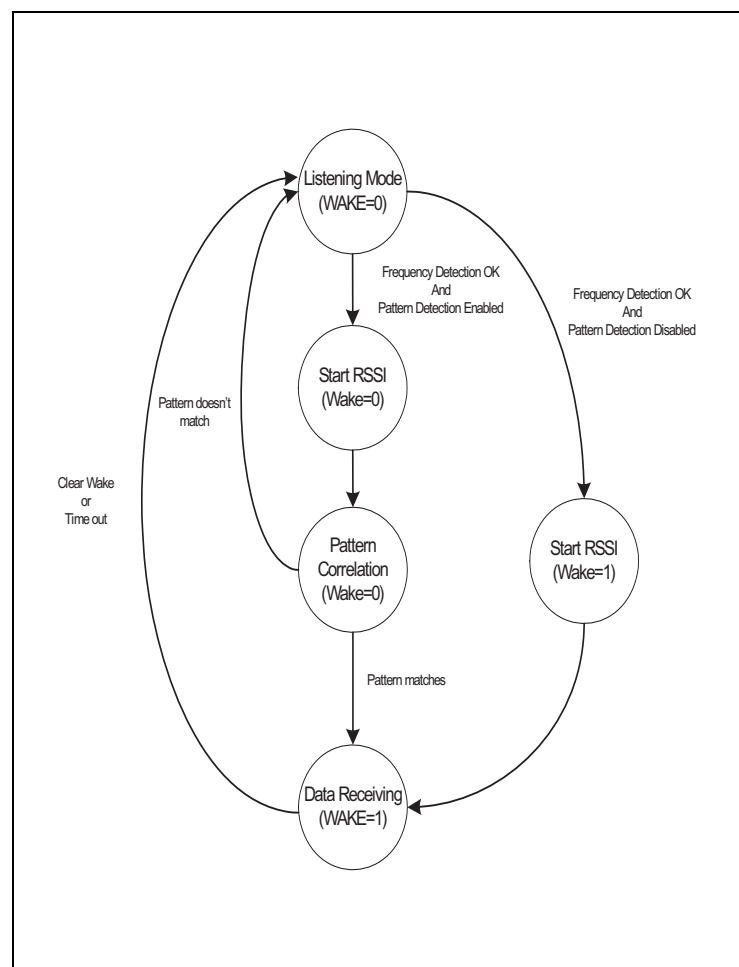 Listening Mode
(WAKE=0)
Frequency Detection OK
And
Pattern Detection Enabled
Frequency Detection OK
And
Pattern Detection Disabled
Start RSSI
(Wake=0)
Pattern doesn't
match
Clear Wake
or
Time out
Pattern
Correlation
(Wake=0)
Start RSSI
(Wake=1)
Pattern matches
Data Receiving
(WAKE=1)